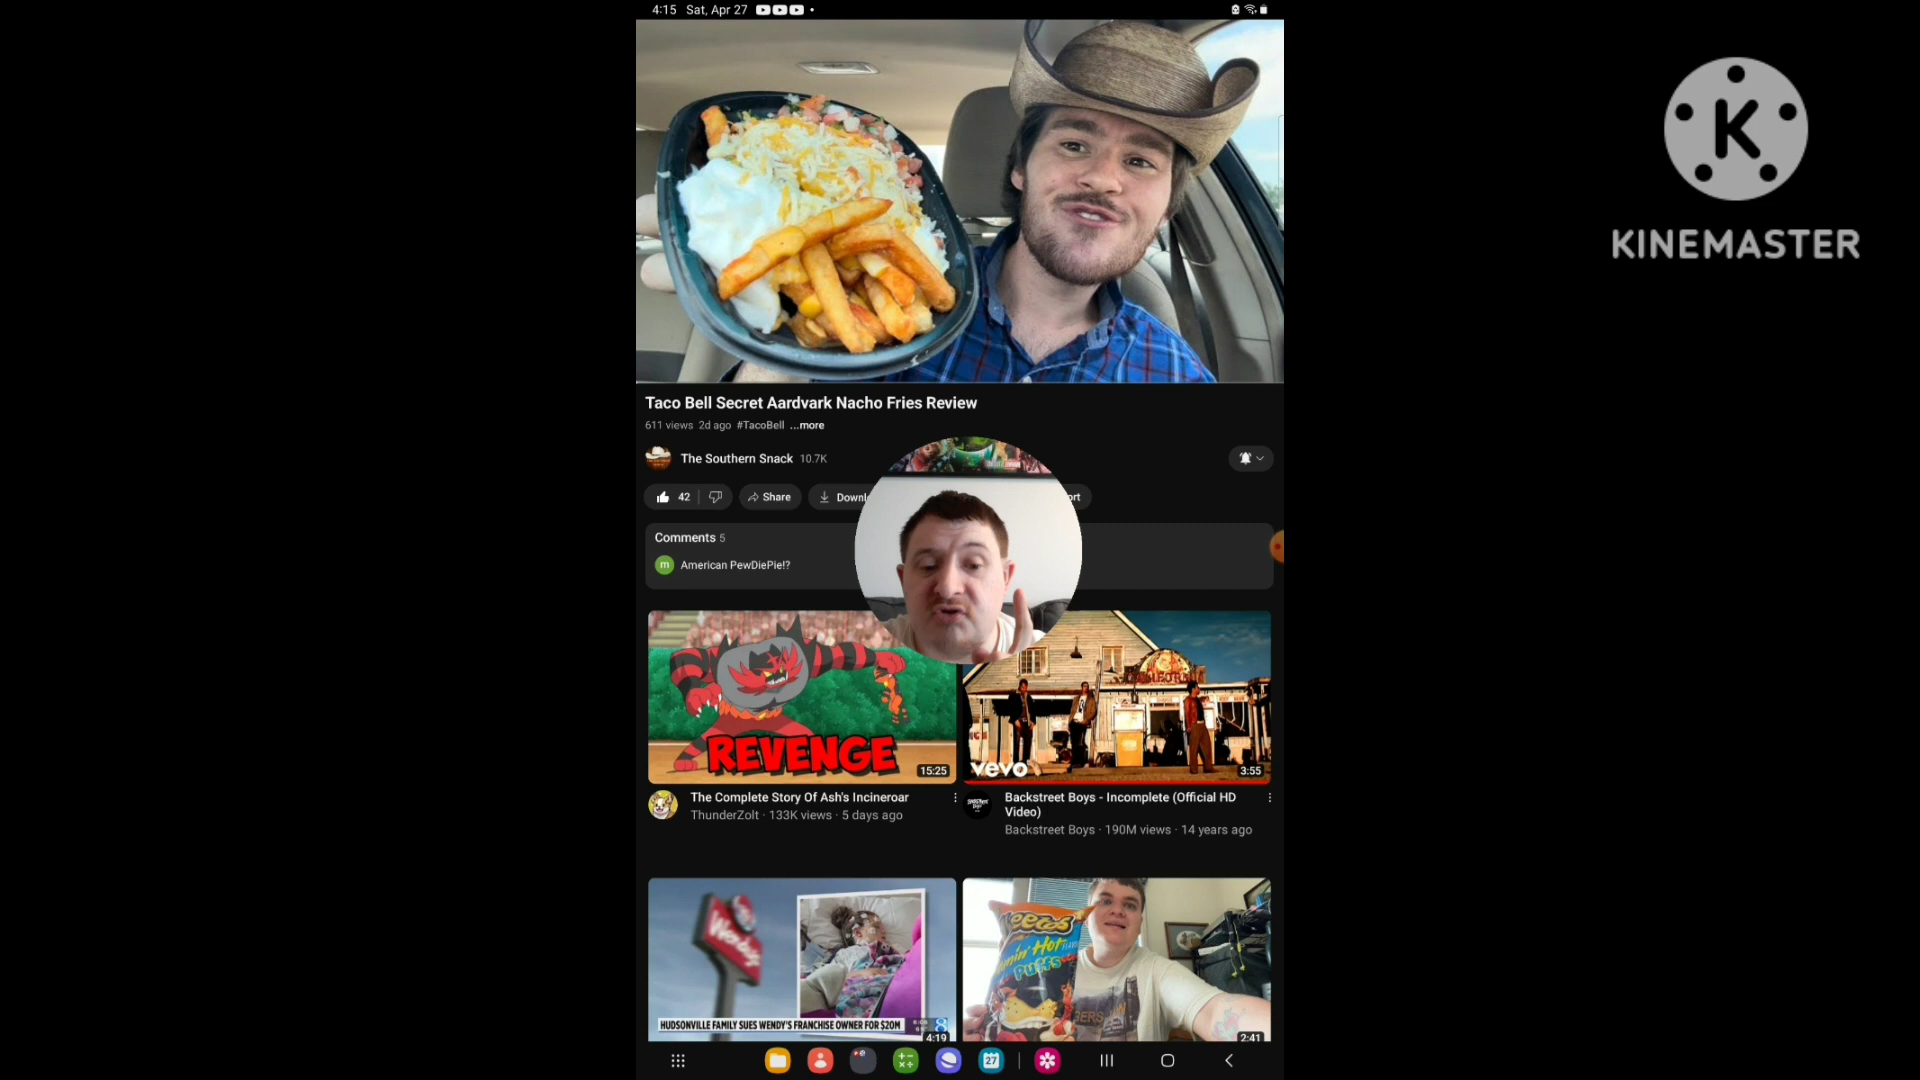 4:15 Sat, Apr 27
K
KINEMASTER
Taco Bell Secret Aardvark Nacho Fries Review
611 views 2d ago #TacoBell ...more
The Southern Snack 10.7K
42 Share Downl ort
Comments 5
m American PewDiePie!?
REVENGE
15:25
vevo
3:55
The Complete Story Of Ash's Incineroar
ThunderZolt · 133K views · 5 days ago
Backstreet Boys - Incomplete (Official HD
Video)
Backstreet Boys · 190M views · 14 years ago
Wendy's
HUDSONVILLE FAMILY SUES WENDY'S FRANCHISE OWNER FOR $20M
8
4:19
Hot
Puffs
2:41
27